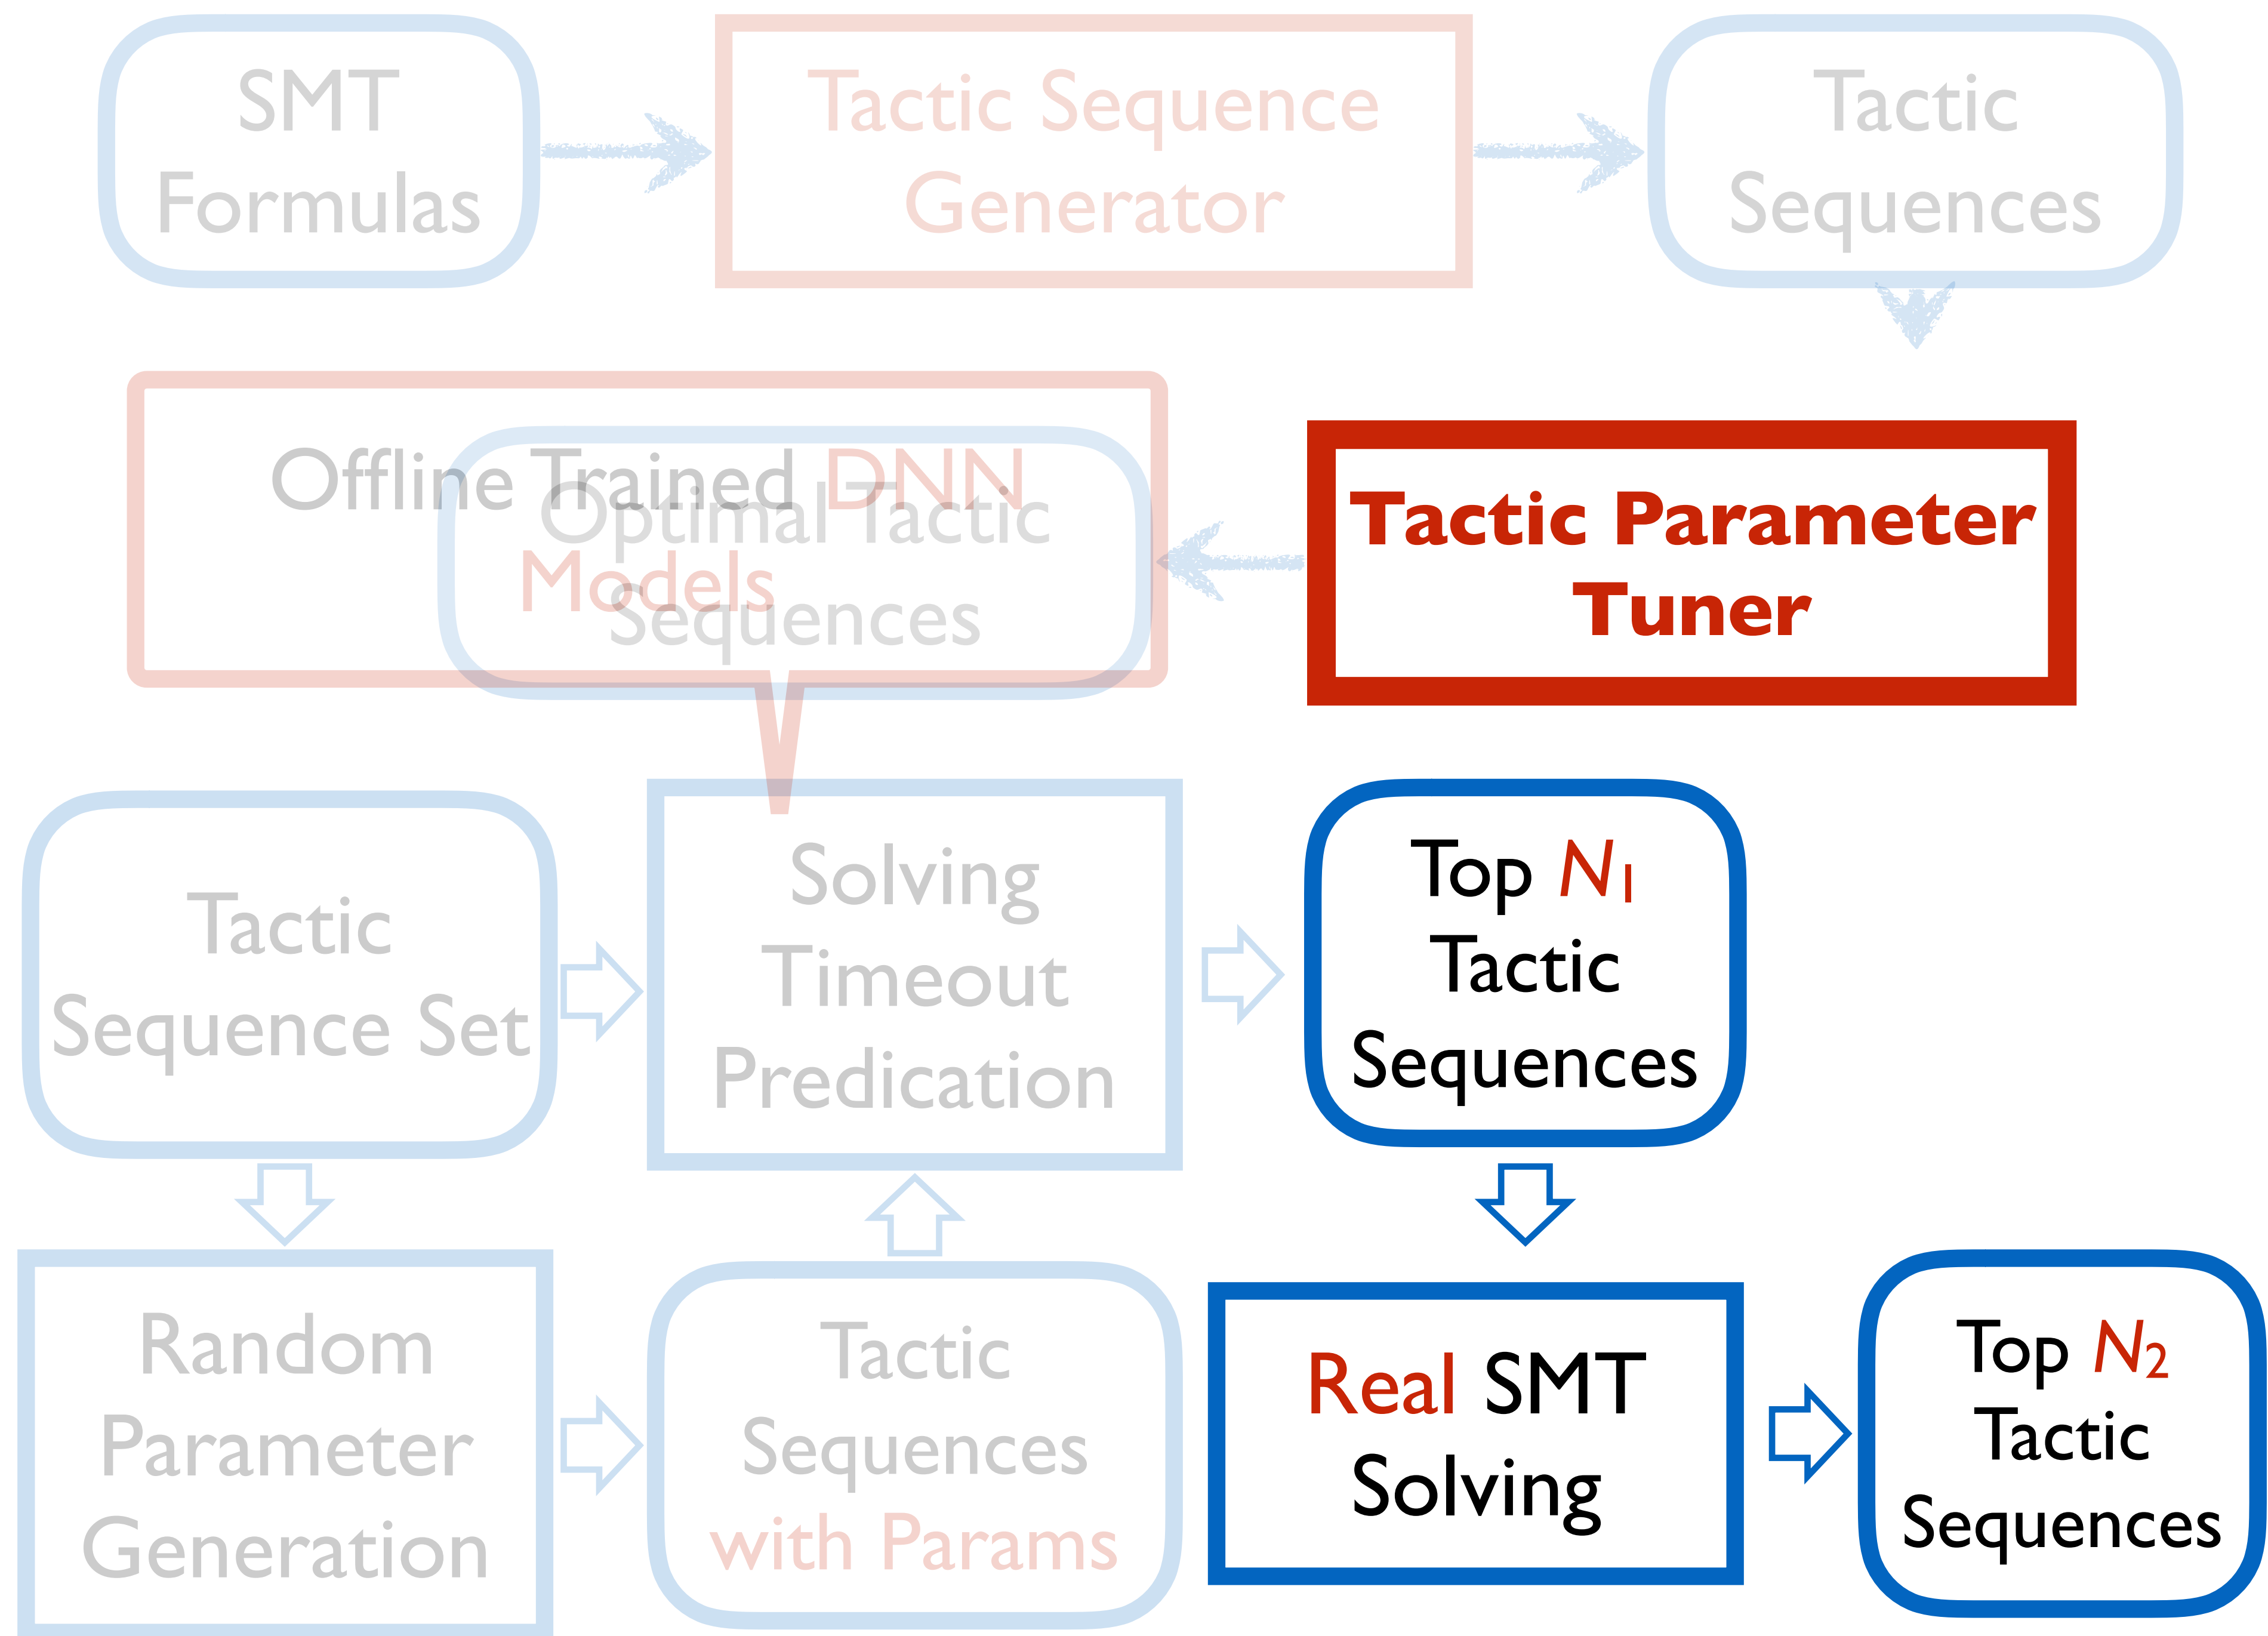 SMT
Formulas
Tactic Sequence
Generator
Tactic
Sequences
Offline Trained DNN
Models
Optimal Tactic
Sequences
Tactic Parameter
Tuner
Tactic
Sequence Set
Solving
Timeout
Predication
Top N1
Tactic
Sequences
Random
Parameter
Generation
Tactic
Sequences
with Params
Real SMT
Solving
Top N2
Tactic
Sequences